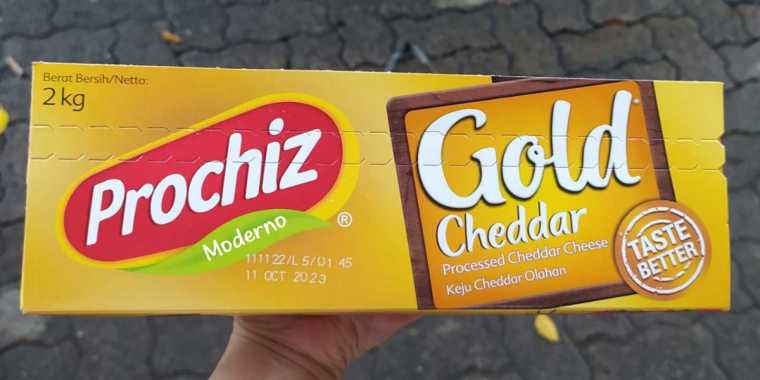 Berat Bersih/Netto:
2 kg
Prochiz
Moderno
®
111122/L5/01 45
11 OCT 2023
Gold
Cheddar
Processed Cheddar Cheese
Keju Cheddar Olahan
TASTE
BETTER